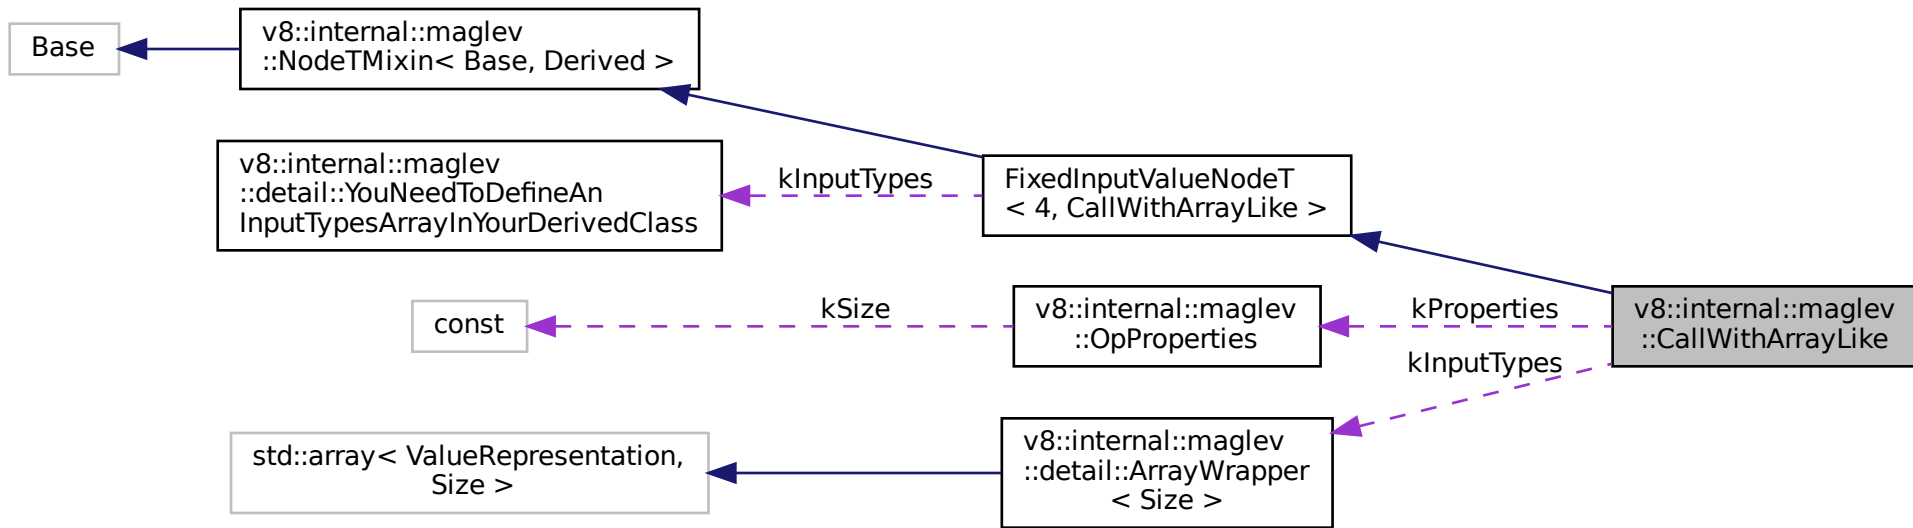 Base
v8::internal::maglev
::NodeTMixin< Base, Derived >
v8::internal::maglev
::detail::YouNeedToDefineAn
InputTypesArrayInYourDerivedClass
kInputTypes
FixedInputValueNodeT
< 4, CallWithArrayLike >
const
kSize
v8::internal::maglev
::OpProperties
kProperties
kInputTypes
v8::internal::maglev
::CallWithArrayLike
std::array< ValueRepresentation,
Size >
v8::internal::maglev
::detail::ArrayWrapper
< Size >